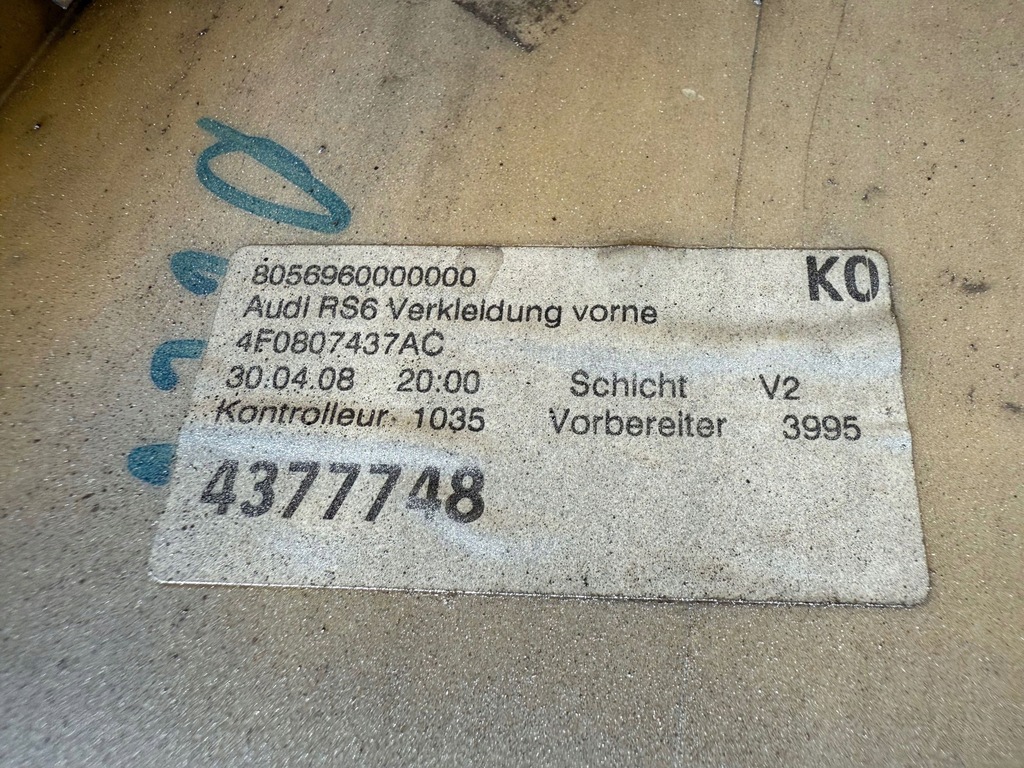 8056960000000 K0
Audi RS6 Verkleidung vorne
4F0807437AC
30.04.08 20:00 Schicht V2
Kontrolleur 1035 Vorbereiter 3995
4377748